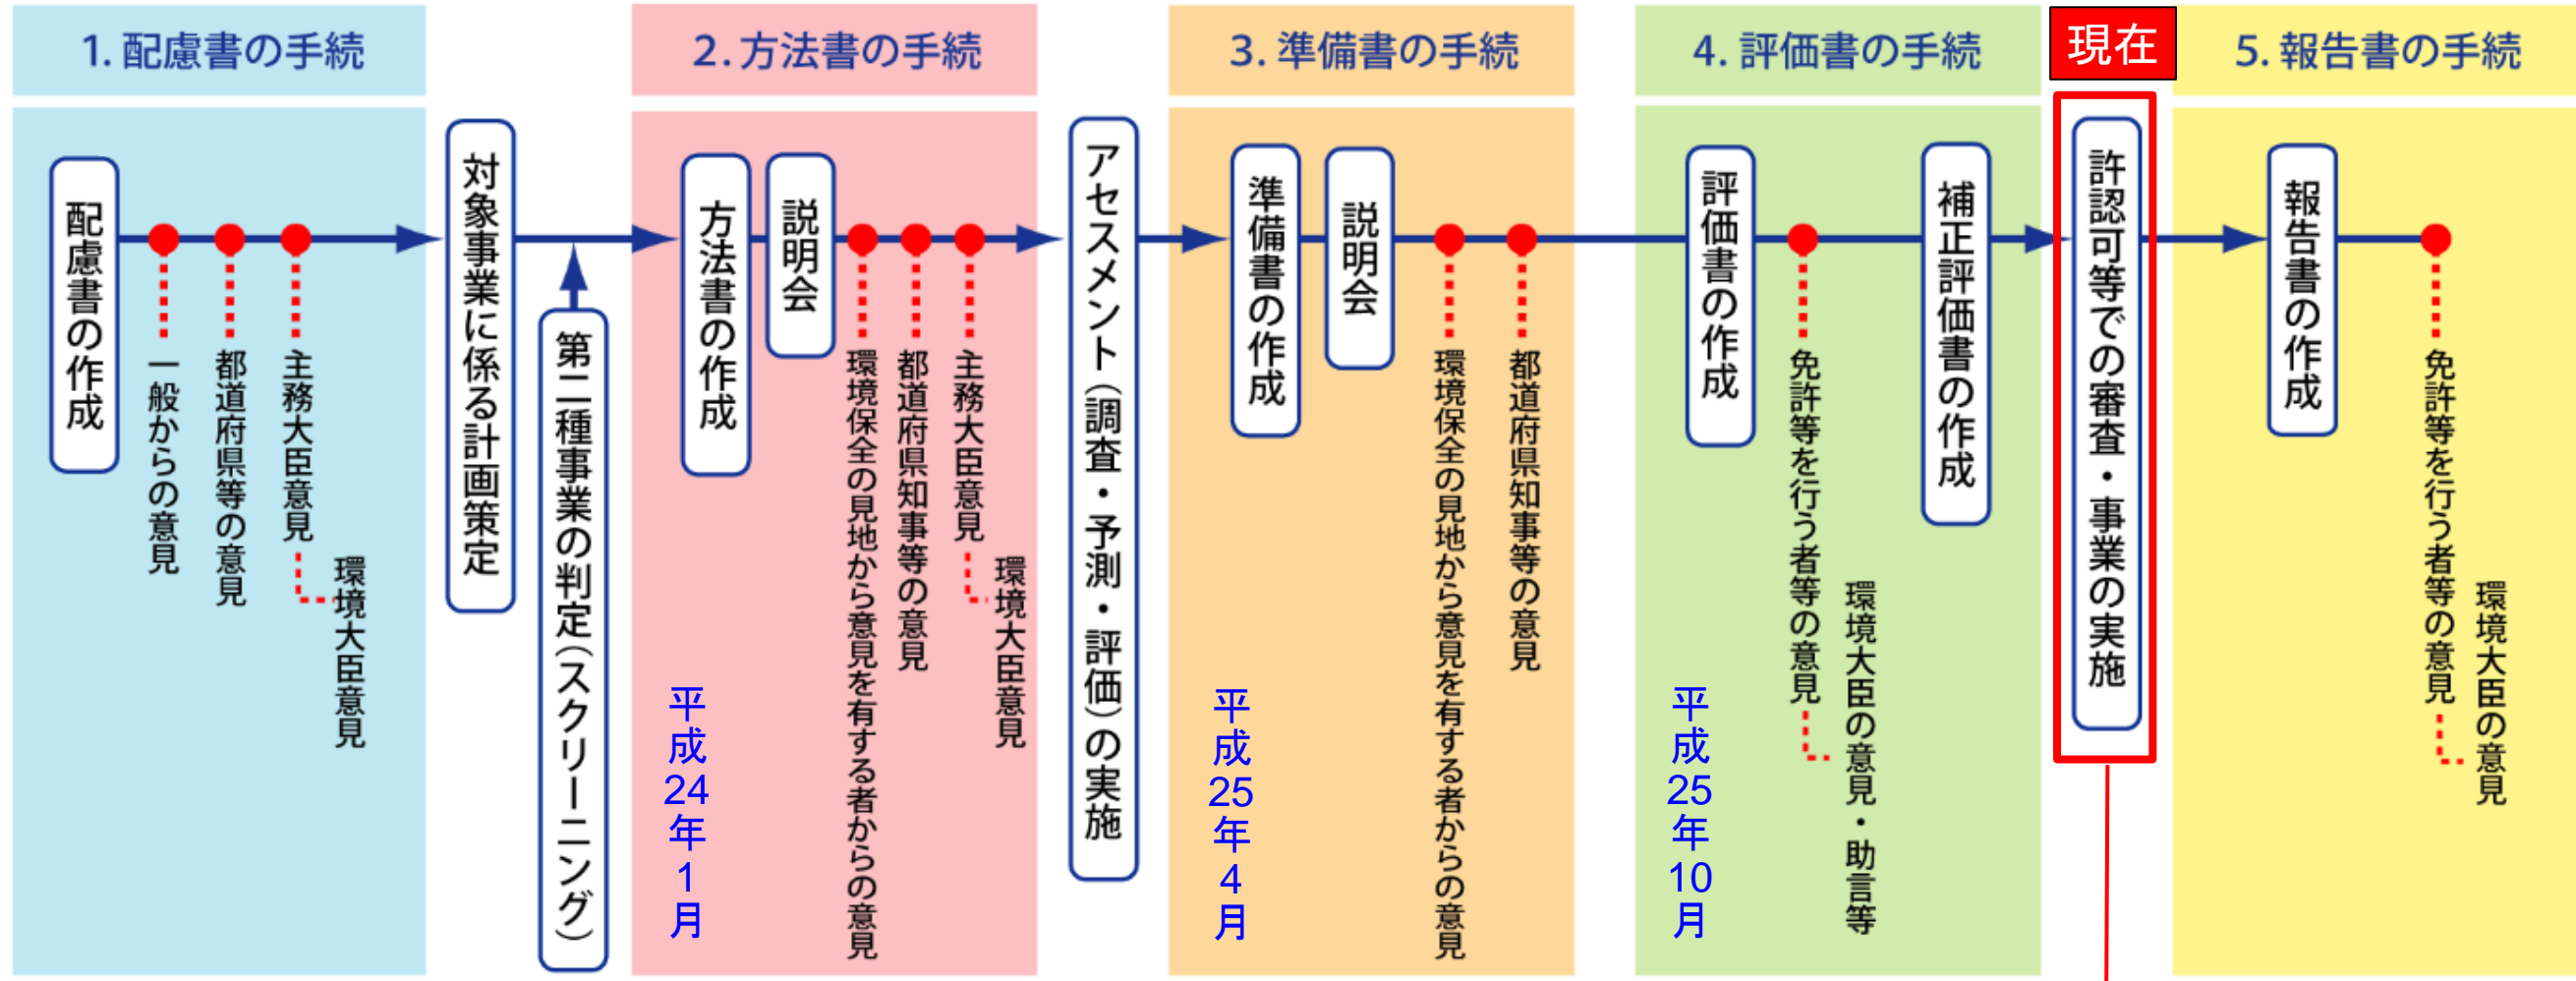 1. 配慮書の手続
配慮書の作成
一般からの意見
都道府県等の意見
主務大臣意見
環境大臣意見
対象事業に係る計画策定
第二種事業の判定(スクリーニング)
2. 方法書の手続
方法書の作成
説明会
環境保全の見地から意見を有する者からの意見
都道府県知事等の意見
主務大臣意見
環境大臣意見
平成24年1月
アセスメント(調査・予測・評価)の実施
3. 準備書の手続
準備書の作成
説明会
環境保全の見地から意見を有する者からの意見
都道府県知事等の意見
平成25年4月
4. 評価書の手続
評価書の作成
免許等を行う者等の意見
環境大臣の意見・助言等
補正評価書の作成
平成25年10月
現在
許認可等での審査・事業の実施
5. 報告書の手続
報告書の作成
免許等を行う者等の意見
環境大臣の意見